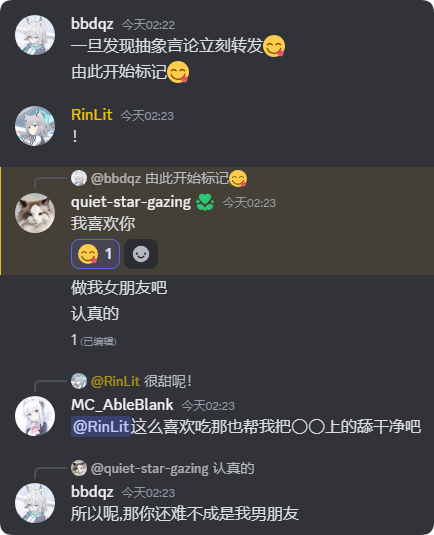 bbdqz 今天02:22
一旦发现抽象言论立刻转发😋
由此开始标记😋
RinLit 今天02:23
！
@bbdqz 由此开始标记😋
quiet-star-gazing 今天02:23
我喜欢你
😋 1
做我女朋友吧
认真的
1 (已编辑)
@RinLit 很甜呢！
MC_AbleBlank 今天02:23
@RinLit这么喜欢吃那也帮我把〇〇上的舔干净吧
@quiet-star-gazing 认真的
bbdqz 今天02:23
所以呢,那你还难不成是我男朋友